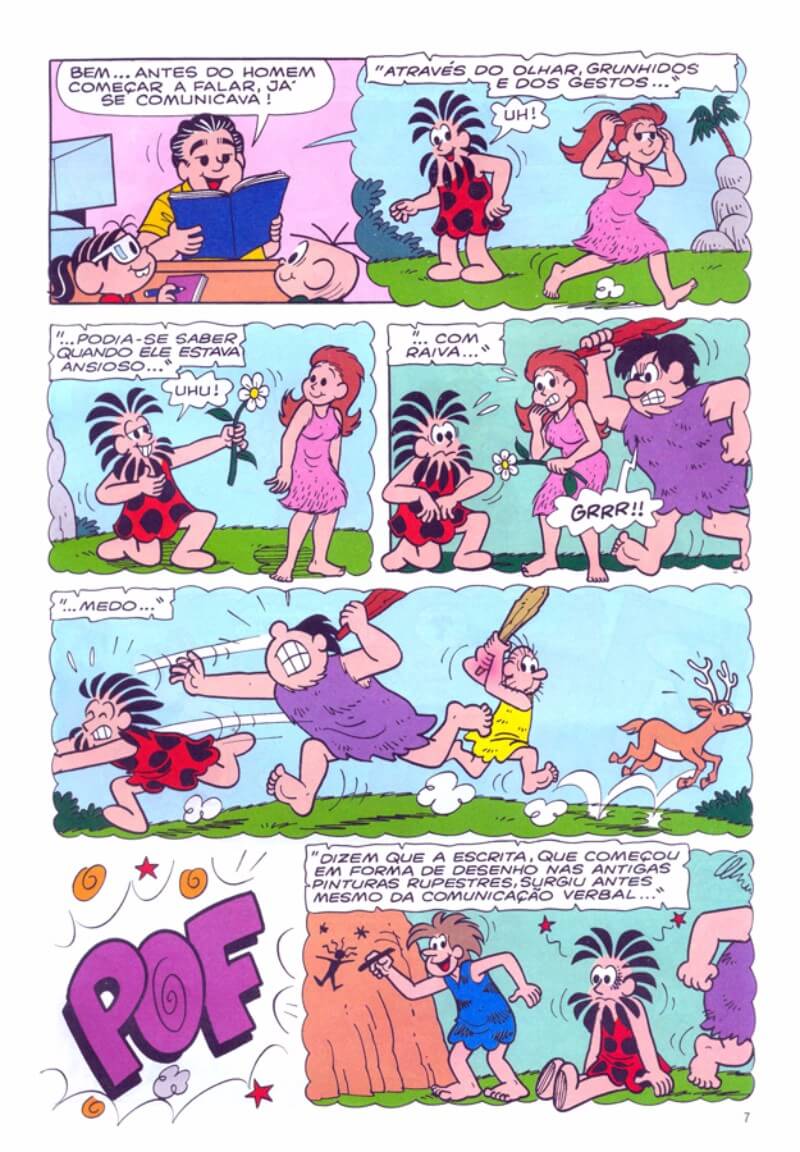 BEM... ANTES DO HOMEM
COMEÇAR A FALAR, JÁ
SE COMUNICAVA!
"ATRAVÉS DO OLHAR, GRUNHIDOS
E DOS GESTOS..."
UH!
"...PODIA-SE SABER
QUANDO ELE ESTAVA
ANSIOSO..."
UHU!
"... COM
RAIVA..."
GRRR!!
"...MEDO..."
POF
"DIZEM QUE A ESCRITA, QUE COMEÇOU
EM FORMA DE DESENHO NAS ANTIGAS
PINTURAS RUPESTRES, SURGIU ANTES
MESMO DA COMUNICAÇÃO VERBAL..."
7